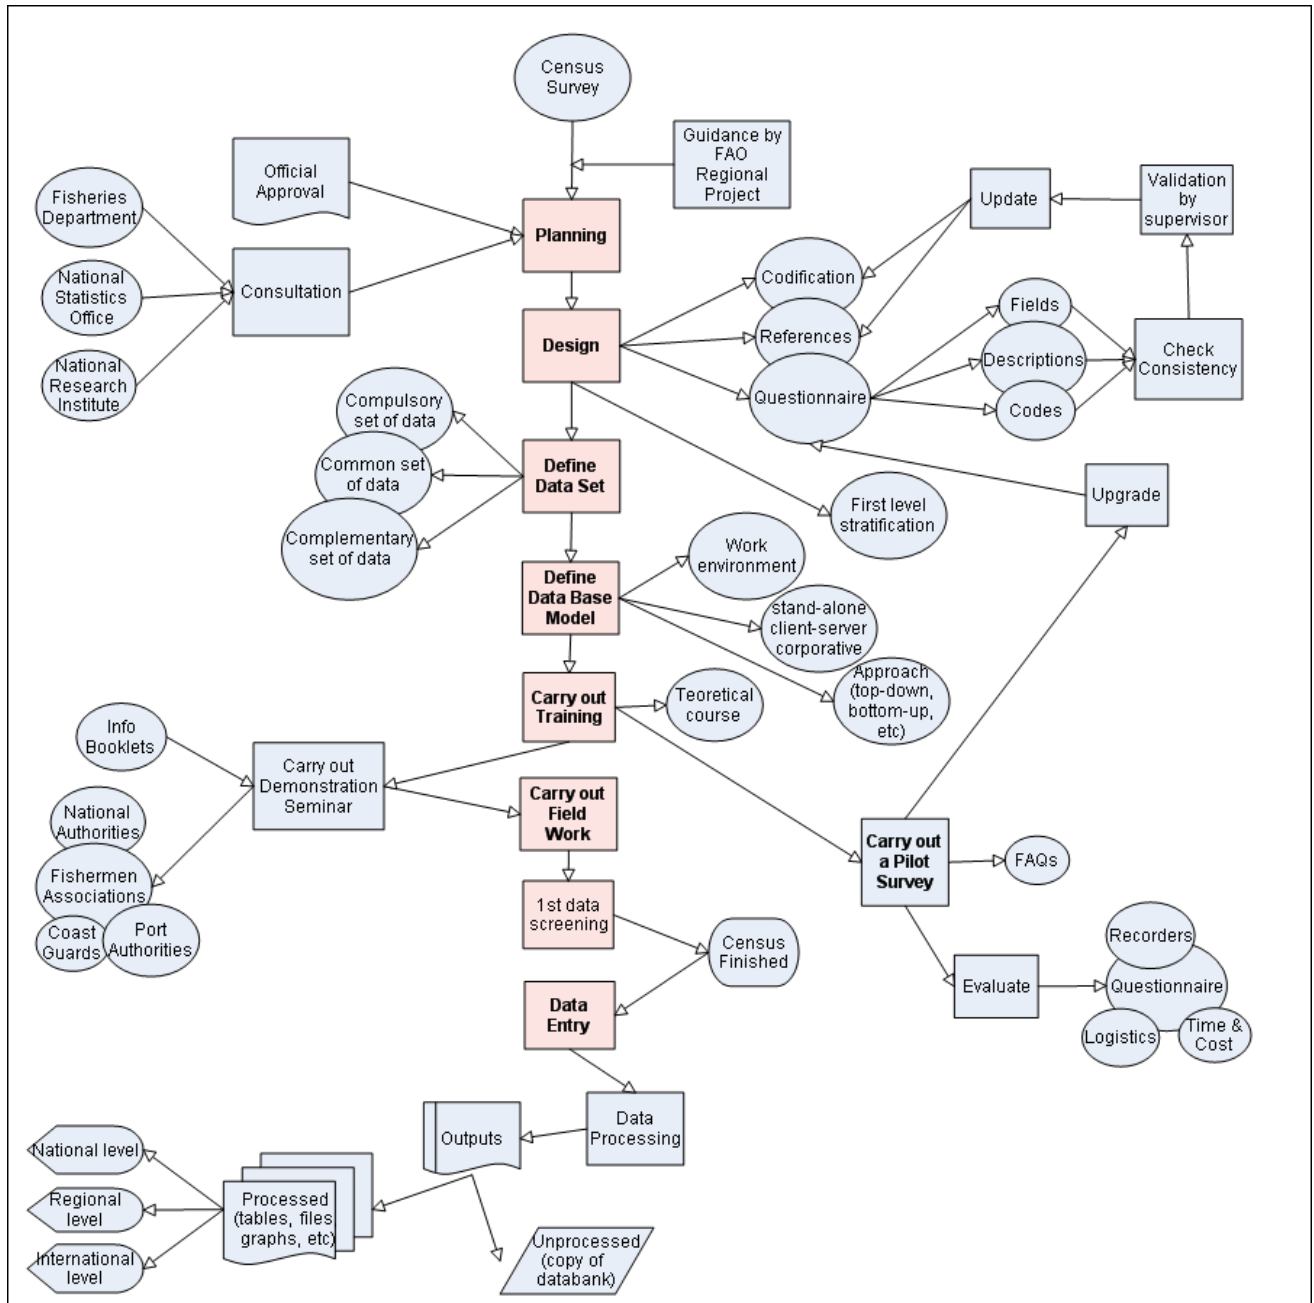 Census
Survey
Guidance by
FAO
Regional
Project
Official
Approval
Fisheries
Department
National
Statistics
Office
National
Research
Institute
Consultation
Planning
Design
Codification
References
Questionnaire
Update
Validation
by
supervisor
Fields
Descriptions
Codes
Check
Consistency
Compulsory
set of data
Common set
of data
Complementary
set of data
Define
Data Set
First level
stratification
Upgrade
Define
Data Base
Model
Work
environment
stand-alone
client-server
corporative
Approach
(top-down,
bottom-up,
etc)
Carry out
Training
Teoretical
course
Info
Booklets
Carry out
Demonstration
Seminar
National
Authorities
Fishermen
Associations
Coast
Guards
Port
Authorities
Carry out
Field
Work
1st data
screening
Census
Finished
Carry out
a Pilot
Survey
FAQs
Evaluate
Recorders
Questionnaire
Logistics
Time &
Cost
Data
Entry
Data
Processing
Outputs
Processed
(tables, files
graphs, etc)
National level
Regional
level
International
level
Unprocessed
(copy of
databank)